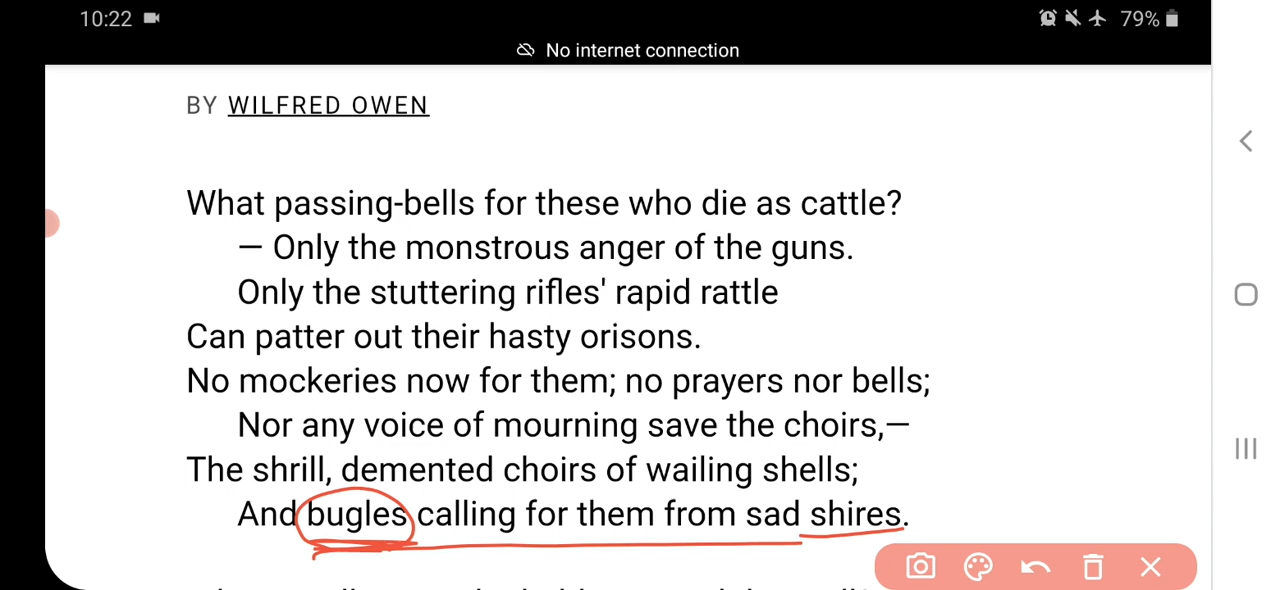 10:22 79%
No internet connection
BY WILFRED OWEN
What passing-bells for these who die as cattle?
— Only the monstrous anger of the guns.
Only the stuttering rifles' rapid rattle
Can patter out their hasty orisons.
No mockeries now for them; no prayers nor bells;
Nor any voice of mourning save the choirs,—
The shrill, demented choirs of wailing shells;
And bugles calling for them from sad shires.